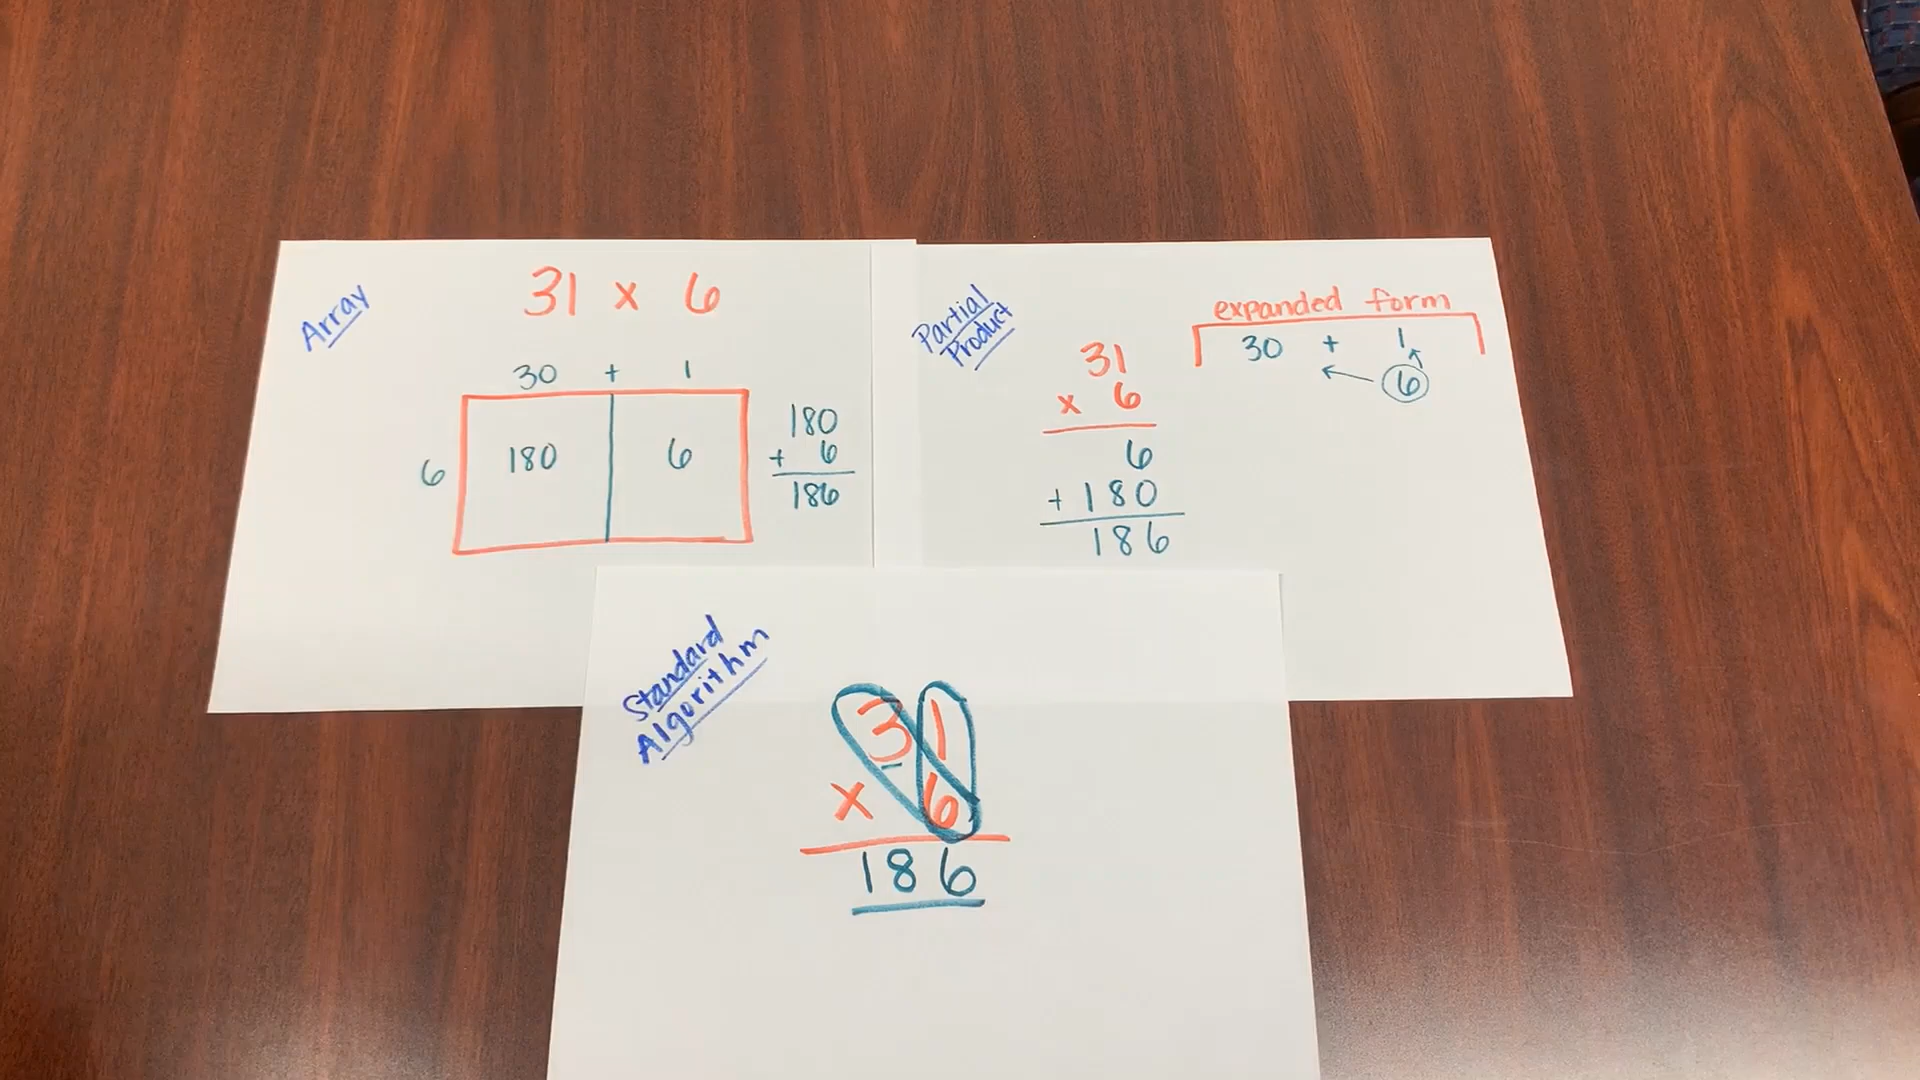 Array
31 x 6
30 + 1
6
180
6
180
+ 6
186
Partial
Product
31
x 6
6
+ 180
186
expanded form
30 + 1
6
Standard
Algorithm
31
x 6
186